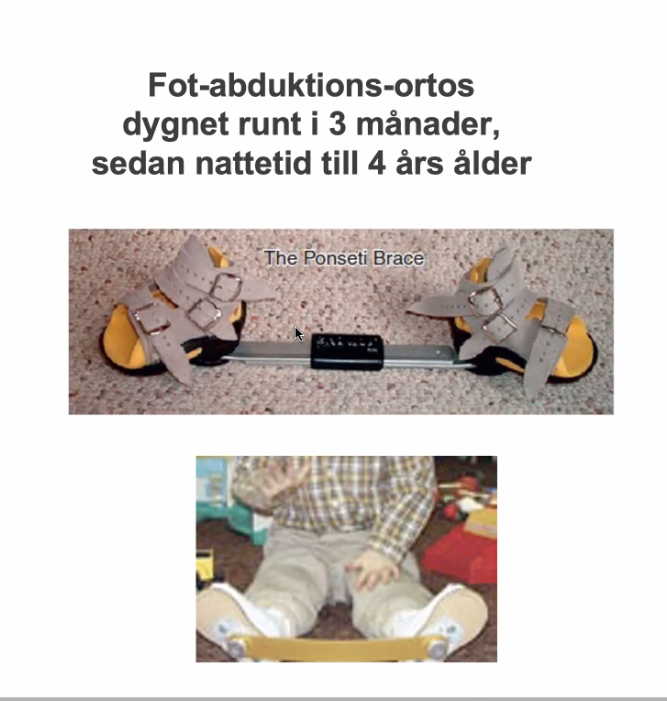 Fot-abduktions-ortos
dygnet runt i 3 månader,
sedan nattetid till 4 års ålder
The Ponseti Brace